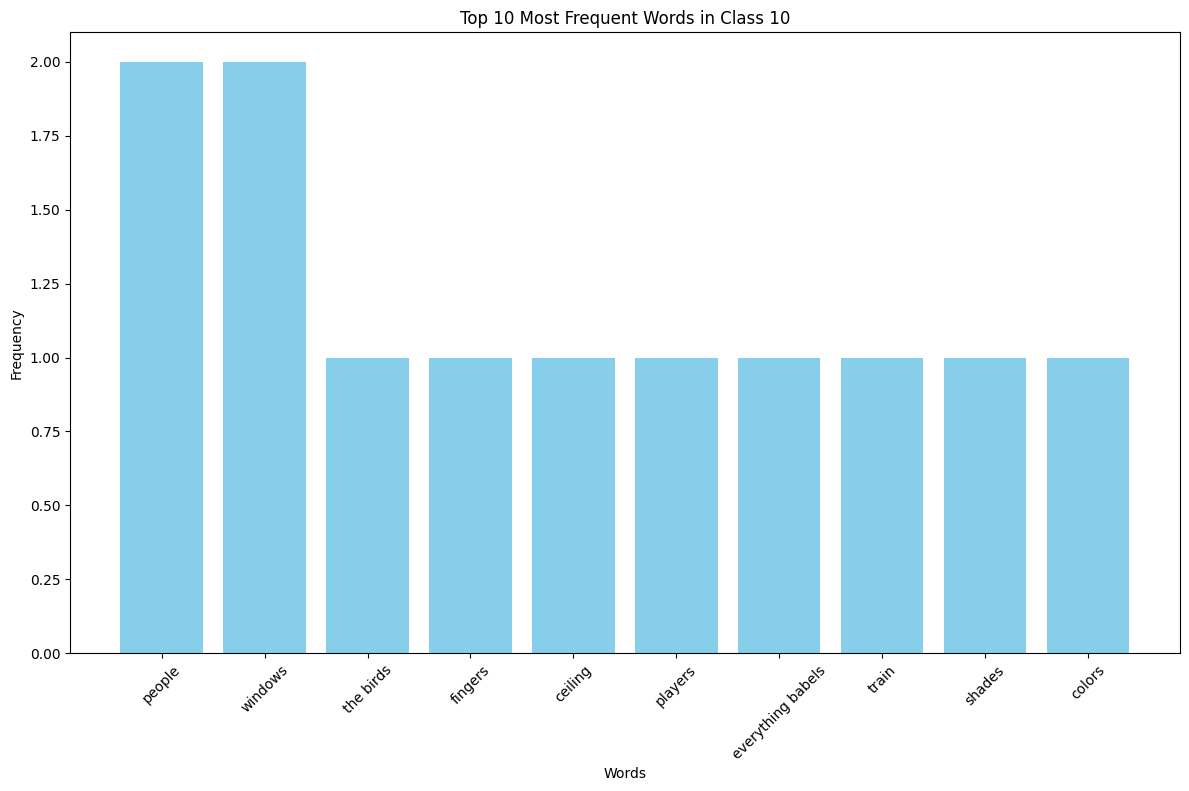 Top 10 Most Frequent Words in Class 10
2.00
1.75
1.50
1.25
1.00
0.75
0.50
0.25
0.00
Frequency
people
windows
the birds
fingers
ceiling
players
everything babels
train
shades
colors
Words